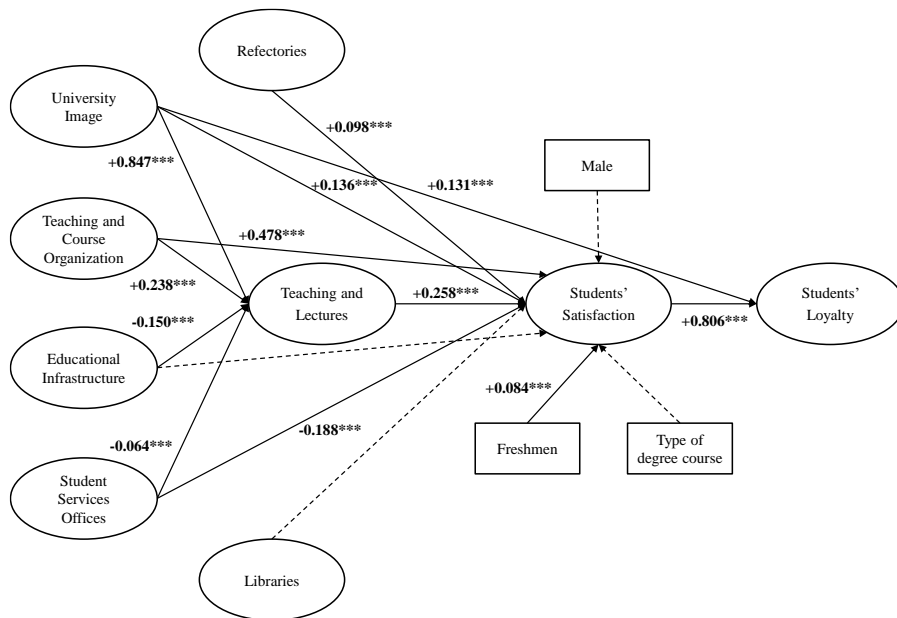 Refectories
University
Image
+0.098***
+0.847***
Male
+0.136***
+0.131***
Teaching and
Course
Organization
+0.478***
+0.238***
Teaching and
Lectures
+0.258***
Students’
Satisfaction
+0.806***
Students’
Loyalty
-0.150***
Educational
Infrastructure
+0.084***
-0.064***
-0.188***
Freshmen
Type of
degree course
Student
Services
Offices
Libraries